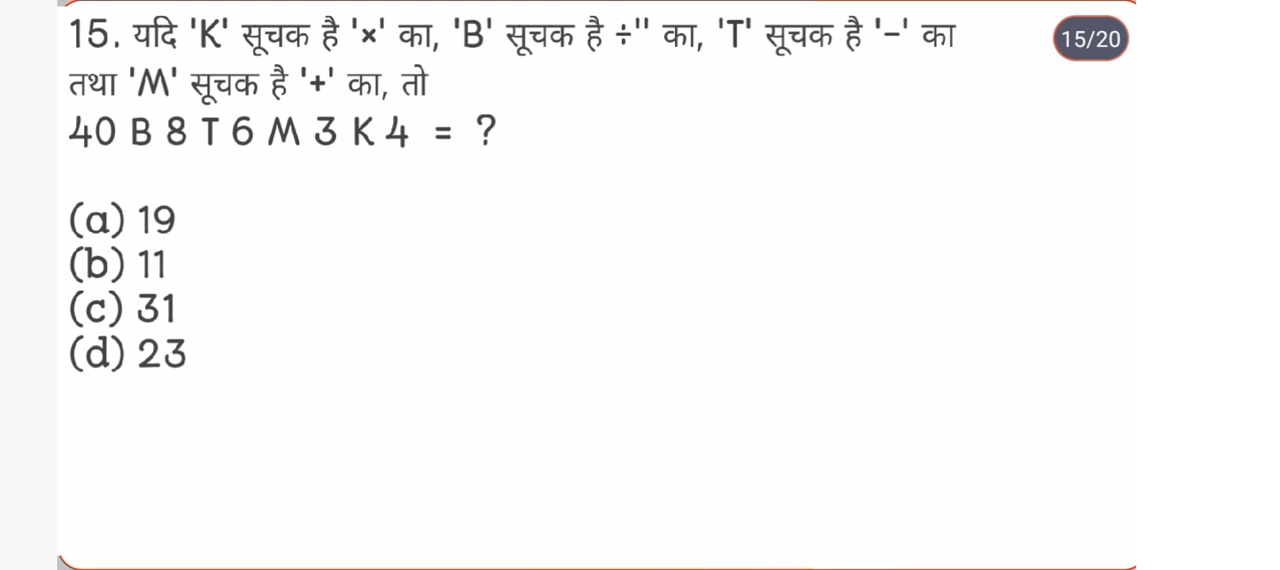 15. यदि 'K' सूचक है '×' का, 'B' सूचक है ÷'' का, 'T' सूचक है '-' का
15/20
तथा 'M' सूचक है '+' का, तो
40 B 8 T 6 M 3 K 4 = ?
(a) 19
(b) 11
(c) 31
(d) 23